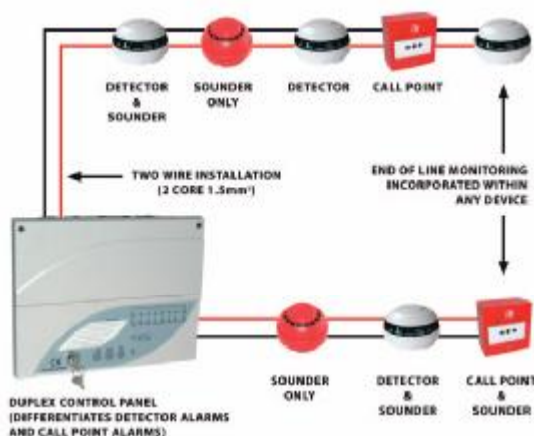 DETECTOR
&
SOUNDER
SOUNDER
ONLY
DETECTOR
CALL POINT
TWO WIRE INSTALLATION
(2 CORE 1.5mm²)
END OF LINE MONITORING
INCORPORATED WITHIN
ANY DEVICE
SOUNDER
ONLY
DETECTOR
&
SOUNDER
CALL POINT
&
SOUNDER
DUPLEX CONTROL PANEL
(DIFFERENTIATES DETECTOR ALARMS
AND CALL POINT ALARMS)